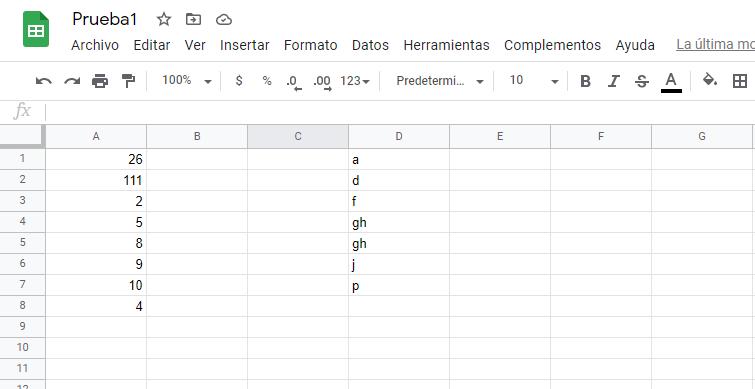 Prueba1
Archivo Editar Ver Insertar Formato Datos Herramientas Complementos Ayuda La última mo
100% $ % .0 .00 123 Predetermi... 10 B I S A
fx
A B C D E F G
1 26 a
2 111 d
3 2 f
4 5 gh
5 8 gh
6 9 j
7 10 p
8 4
9
10
11
12